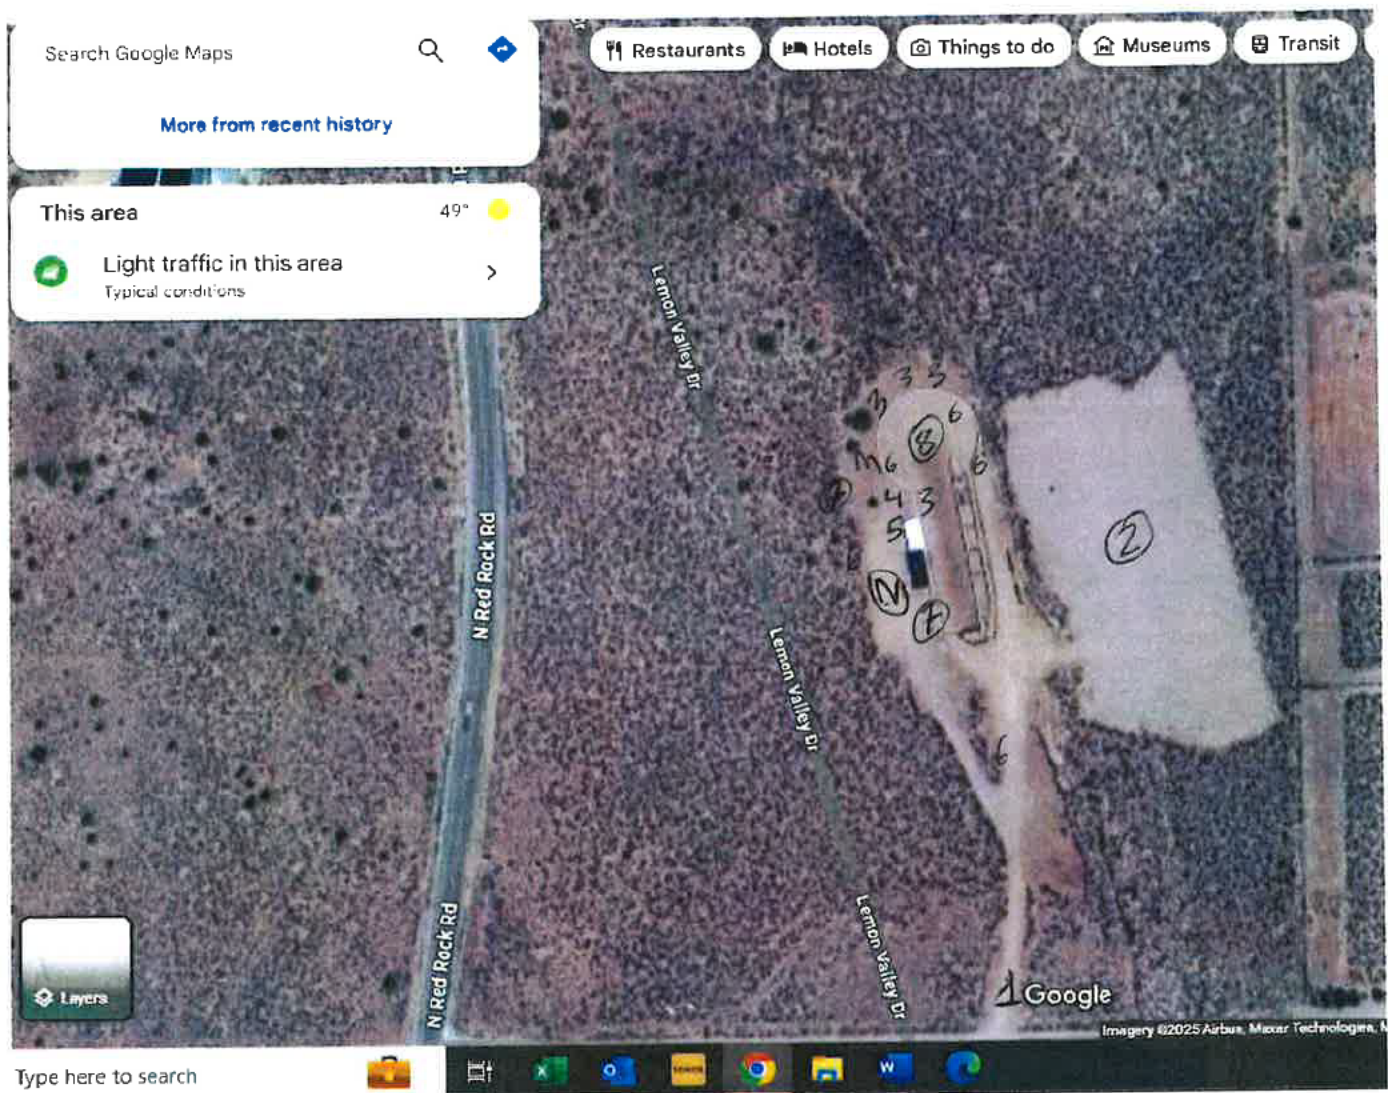 Search Google Maps
Restaurants
Hotels
Things to do
Museums
Transit
More from recent history
This area
49°
Light traffic in this area
Typical conditions
Lemon Valley Dr
N Red Rock Rd
Lemon Valley Dr
N Red Rock Rd
Lemon Valley Dr
3 3
3
6
8
6
6
4 3
5
2
6
Layers
Google
Imagery ©2025 Airbus, Maxar Technologies,
Type here to search